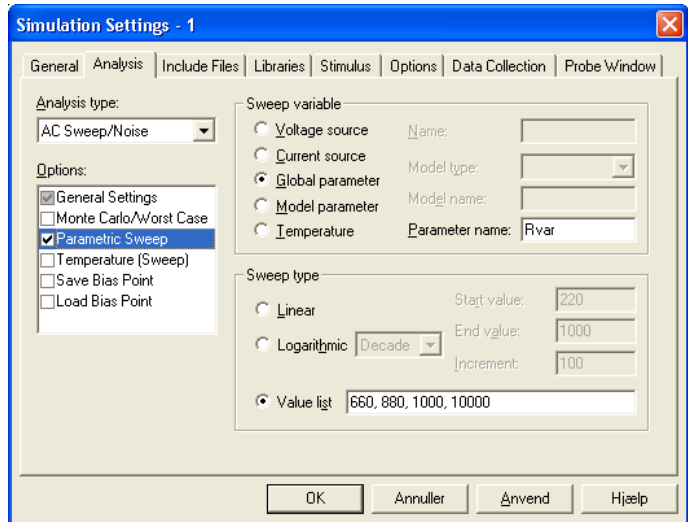 Simulation Settings - 1
General Analysis Include Files Libraries Stimulus Options Data Collection Probe Window
Analysis type:
AC Sweep/Noise
Options:
General Settings
Monte Carlo/Worst Case
Parametric Sweep
Temperature (Sweep)
Save Bias Point
Load Bias Point
Sweep variable
Voltage source
Current source
Global parameter
Model parameter
Temperature
Name:
Model type:
Model name:
Parameter name: Rvar
Sweep type
Linear
Logarithmic Decade
Start value: 220
End value: 1000
Increment: 100
Value list 660, 880, 1000, 10000
OK Annuller Anvend Hjælp